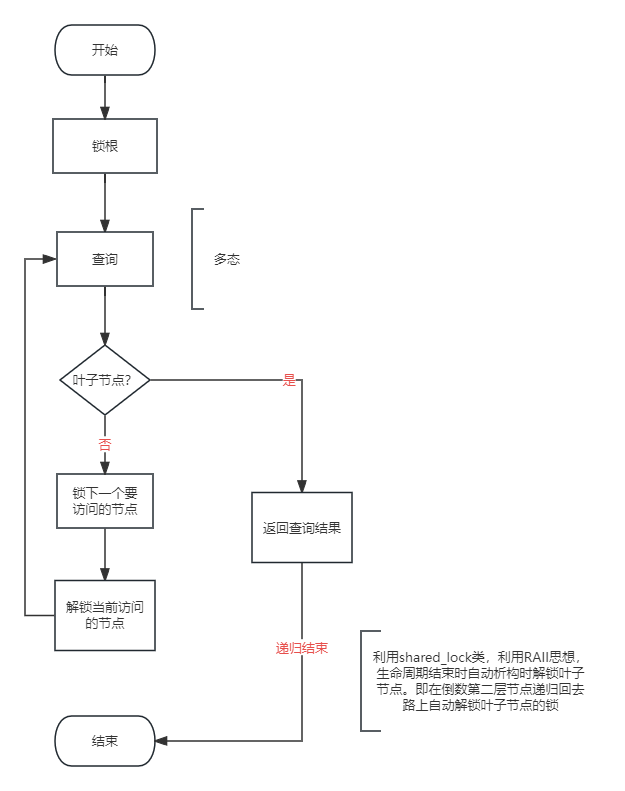 开始
锁根
查询
多态
叶子节点?
是
否
锁下一个要
访问的节点
返回查询结果
解锁当前访问
的节点
递归结束
利用shared_lock类，利用RAII思想，
生命周期结束时自动析构时解锁叶子
节点。即在倒数第二层节点递归回去
路上自动解锁叶子节点的锁
结束